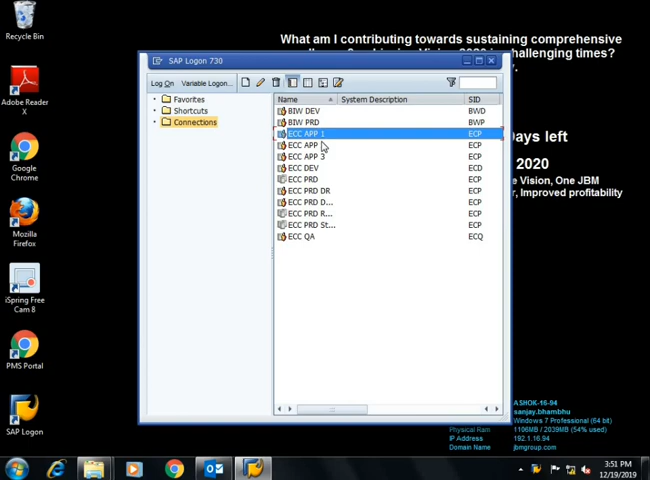 Recycle Bin
What am I contributing towards sustaining comprehensive
challenging times?
SAP Logon 730
Log On
Variable Logon...
Favorites
Shortcuts
Connections
Name System Description SID
BIW DEV BWD
BIW PRD BWP
ECC APP 1 ECP
ECC APP ECP
ECC APP 3 ECP
ECC DEV ECD
ECC PRD ECP
ECC PRD DR ECP
ECC PRD D... ECP
ECC PRD R... ECP
ECC PRD St... ECP
ECC QA ECQ
Adobe Reader
X
Google
Chrome
Mozilla
Firefox
iSpring Free
Cam 8
PMS Portal
SAP Logon
Days left
2020
Vision, One JBM
, Improved profitability
ASHOK-16-94
sanjay.bhambhu
Windows 7 Professional (64 bit)
Physical Ram 1106MB / 2039MB (54% used)
IP Address 192.1.16.94
Domain Name jbmgroup.com
3:51 PM
12/19/2019